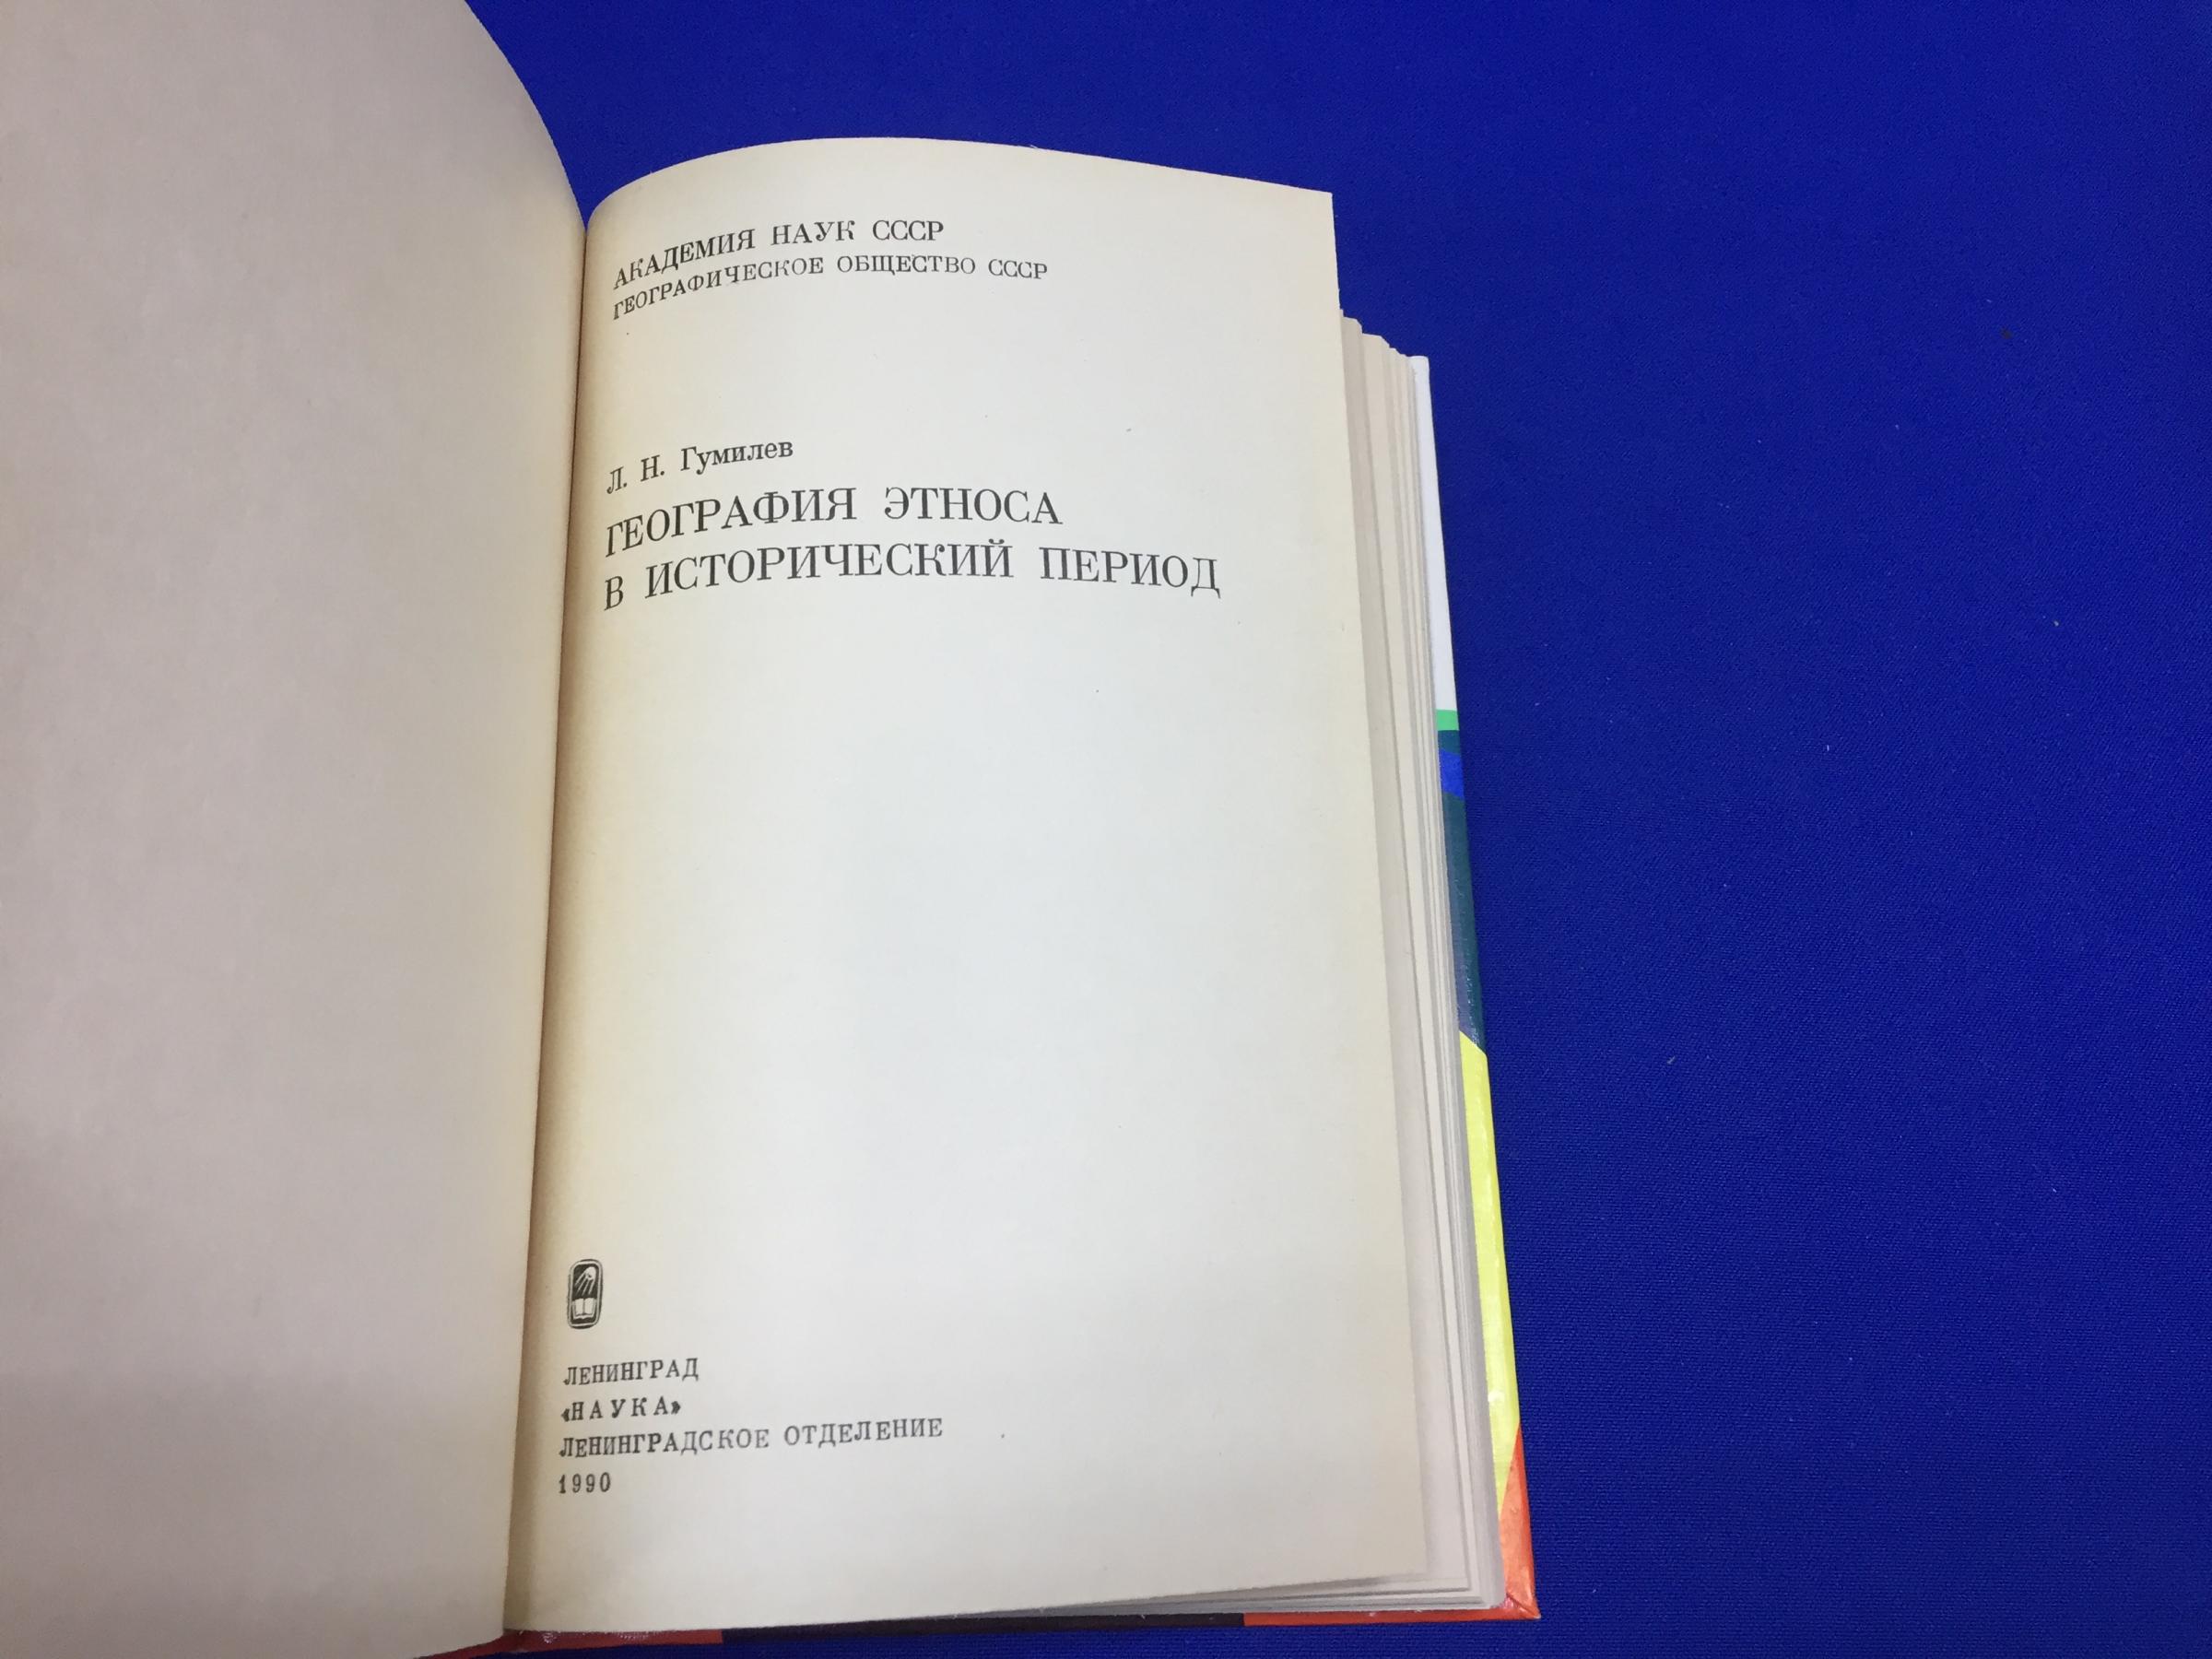 АКАДЕМИЯ НАУК СССР
ГЕОГРАФИЧЕСКОЕ ОБЩЕСТВО СССР
Л. Н. Гумилев
ГЕОГРАФИЯ ЭТНОСА
В ИСТОРИЧЕСКИЙ ПЕРИОД
ЛЕНИНГРАД
«НАУКА»
ЛЕНИНГРАДСКОЕ ОТДЕЛЕНИЕ
1990